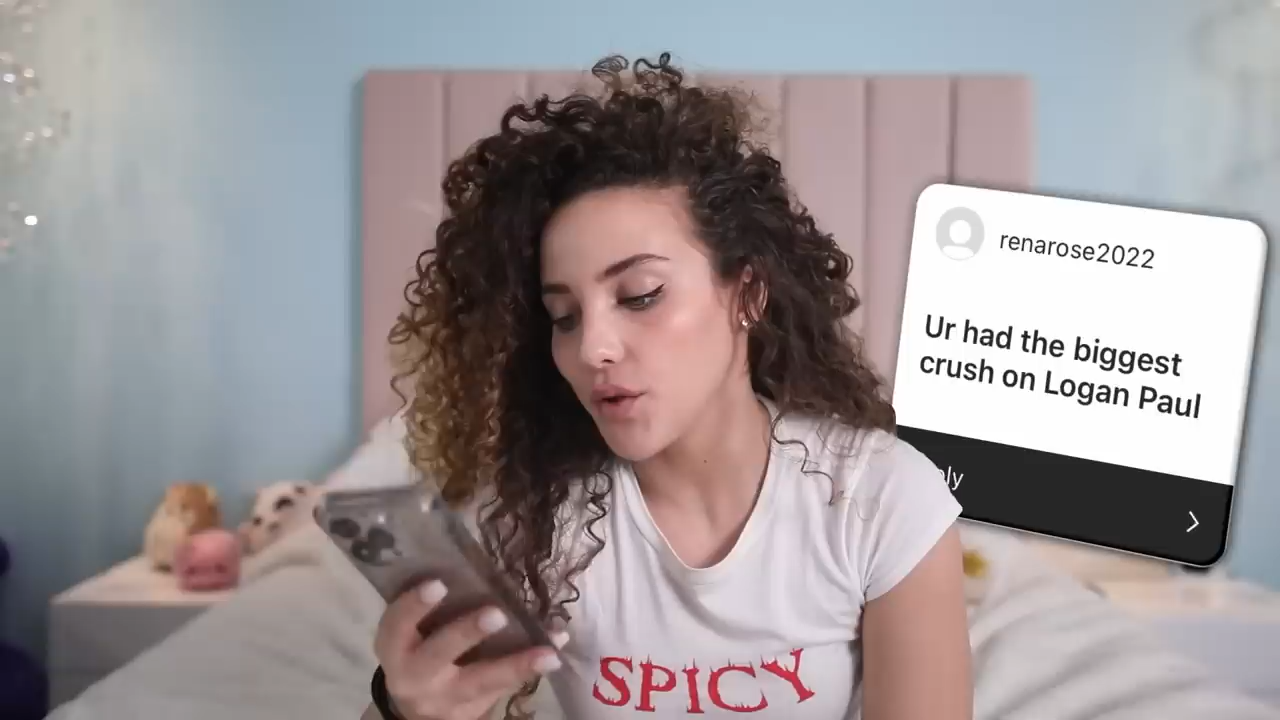 renarose2022
Ur had the biggest
crush on Logan Paul
SPICY